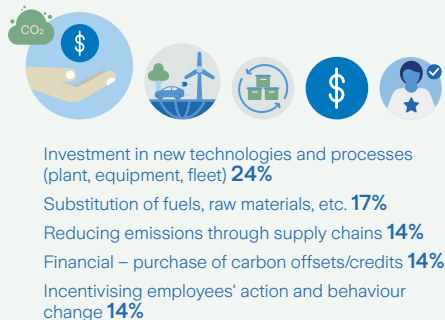 CO₂
$
$
Investment in new technologies and processes
(plant, equipment, fleet) 24%
Substitution of fuels, raw materials, etc. 17%
Reducing emissions through supply chains 14%
Financial – purchase of carbon offsets/credits 14%
Incentivising employees' action and behaviour
change 14%